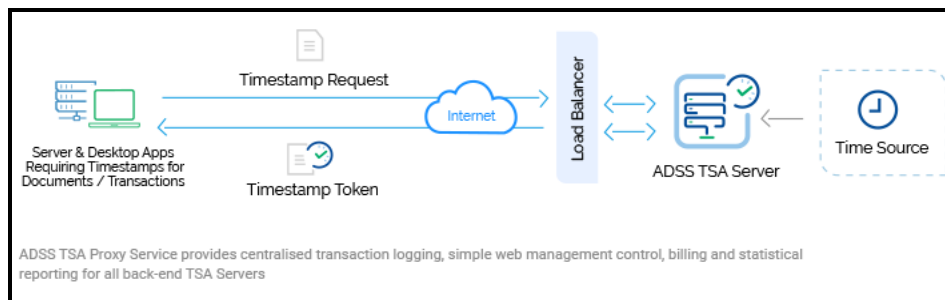 Timestamp Request
Internet
Timestamp Token
Server & Desktop Apps
Requiring Timestamps for
Documents / Transactions
Load Balancer
ADSS TSA Server
Time Source
ADSS TSA Proxy Service provides centralised transaction logging, simple web management control, billing and statistical
reporting for all back-end TSA Servers